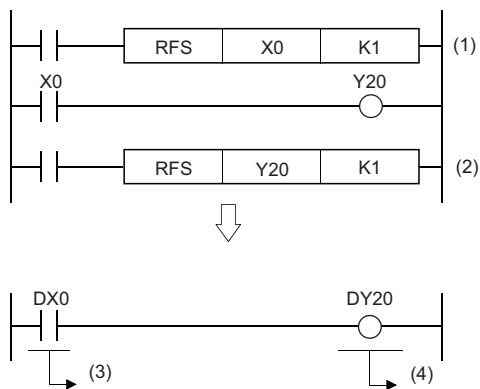 RFS X0 K1 (1)
X0 Y20
RFS Y20 K1 (2)
DX0 DY20
(3) (4)